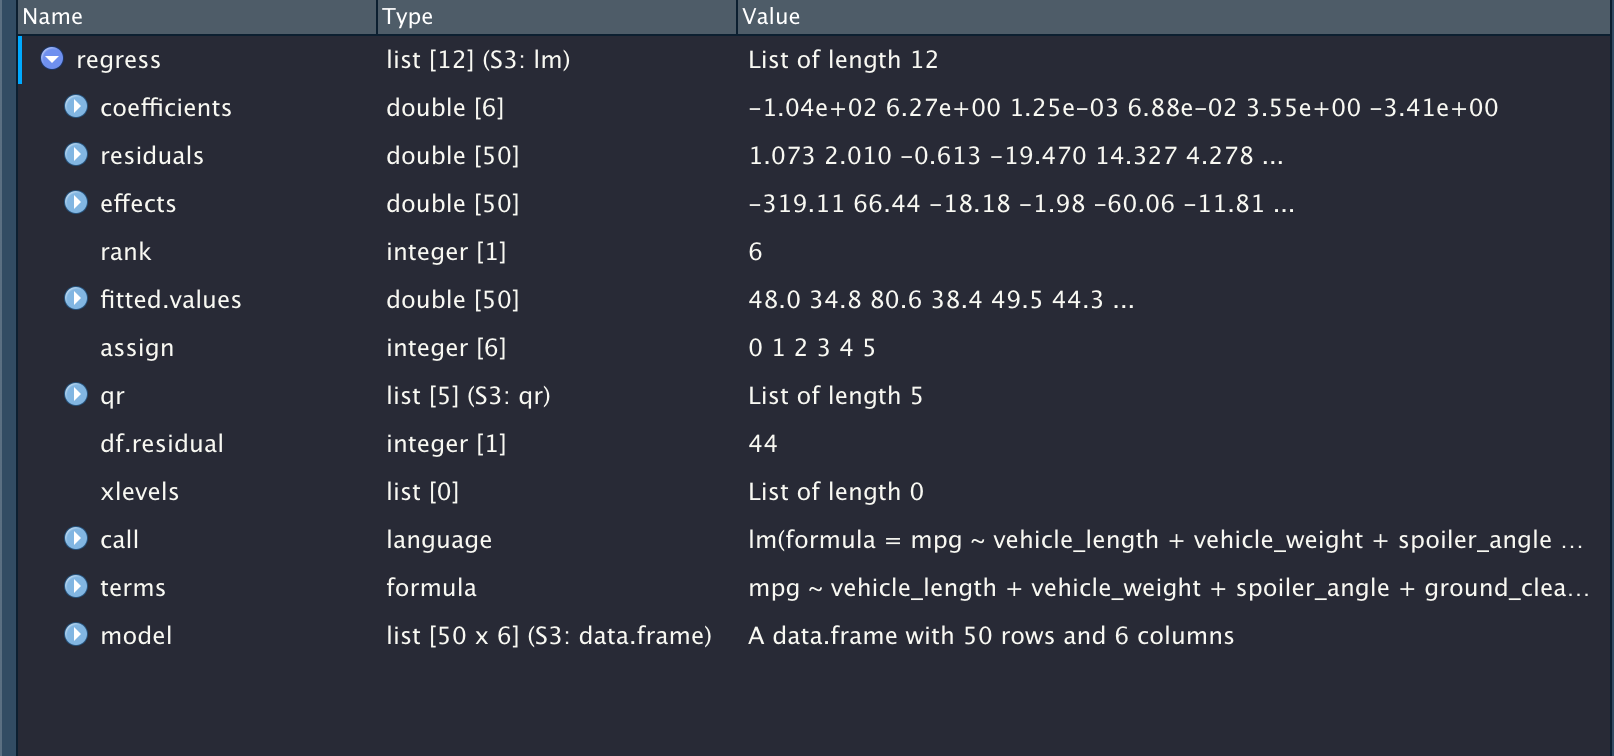 Name Type Value
regress list [12] (S3: lm) List of length 12
coefficients double [6] -1.04e+02 6.27e+00 1.25e-03 6.88e-02 3.55e+00 -3.41e+00
residuals double [50] 1.073 2.010 -0.613 -19.470 14.327 4.278 ...
effects double [50] -319.11 66.44 -18.18 -1.98 -60.06 -11.81 ...
rank integer [1] 6
fitted.values double [50] 48.0 34.8 80.6 38.4 49.5 44.3 ...
assign integer [6] 0 1 2 3 4 5
qr list [5] (S3: qr) List of length 5
df.residual integer [1] 44
xlevels list [0] List of length 0
call language lm(formula = mpg ~ vehicle_length + vehicle_weight + spoiler_angle ...
terms formula mpg ~ vehicle_length + vehicle_weight + spoiler_angle + ground_clea...
model list [50 x 6] (S3: data.frame) A data.frame with 50 rows and 6 columns